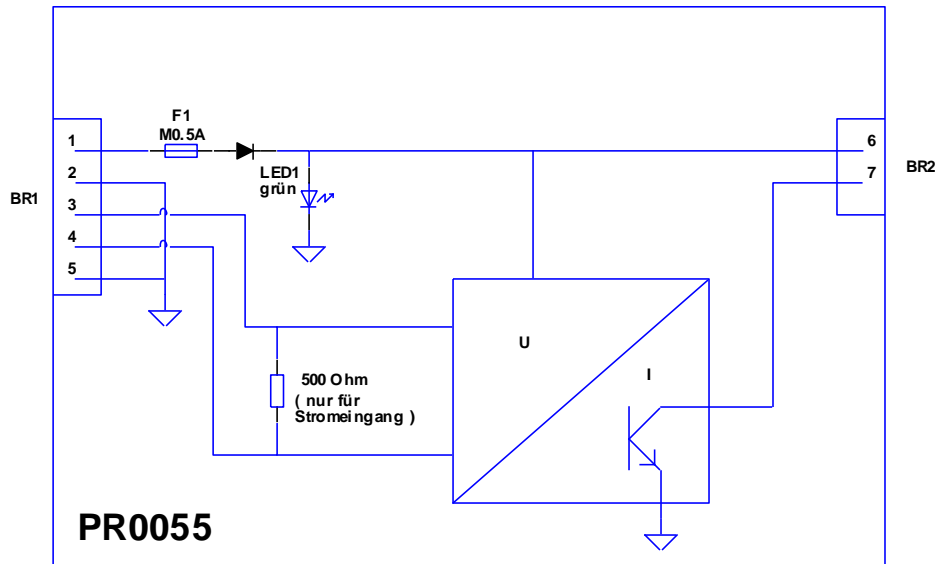 F1
M0.5A
1
2
3
4
5
BR1
LED1
grün
6
7
BR2
U
I
500 Ohm
( nur für
Stromeingang )
PR0055